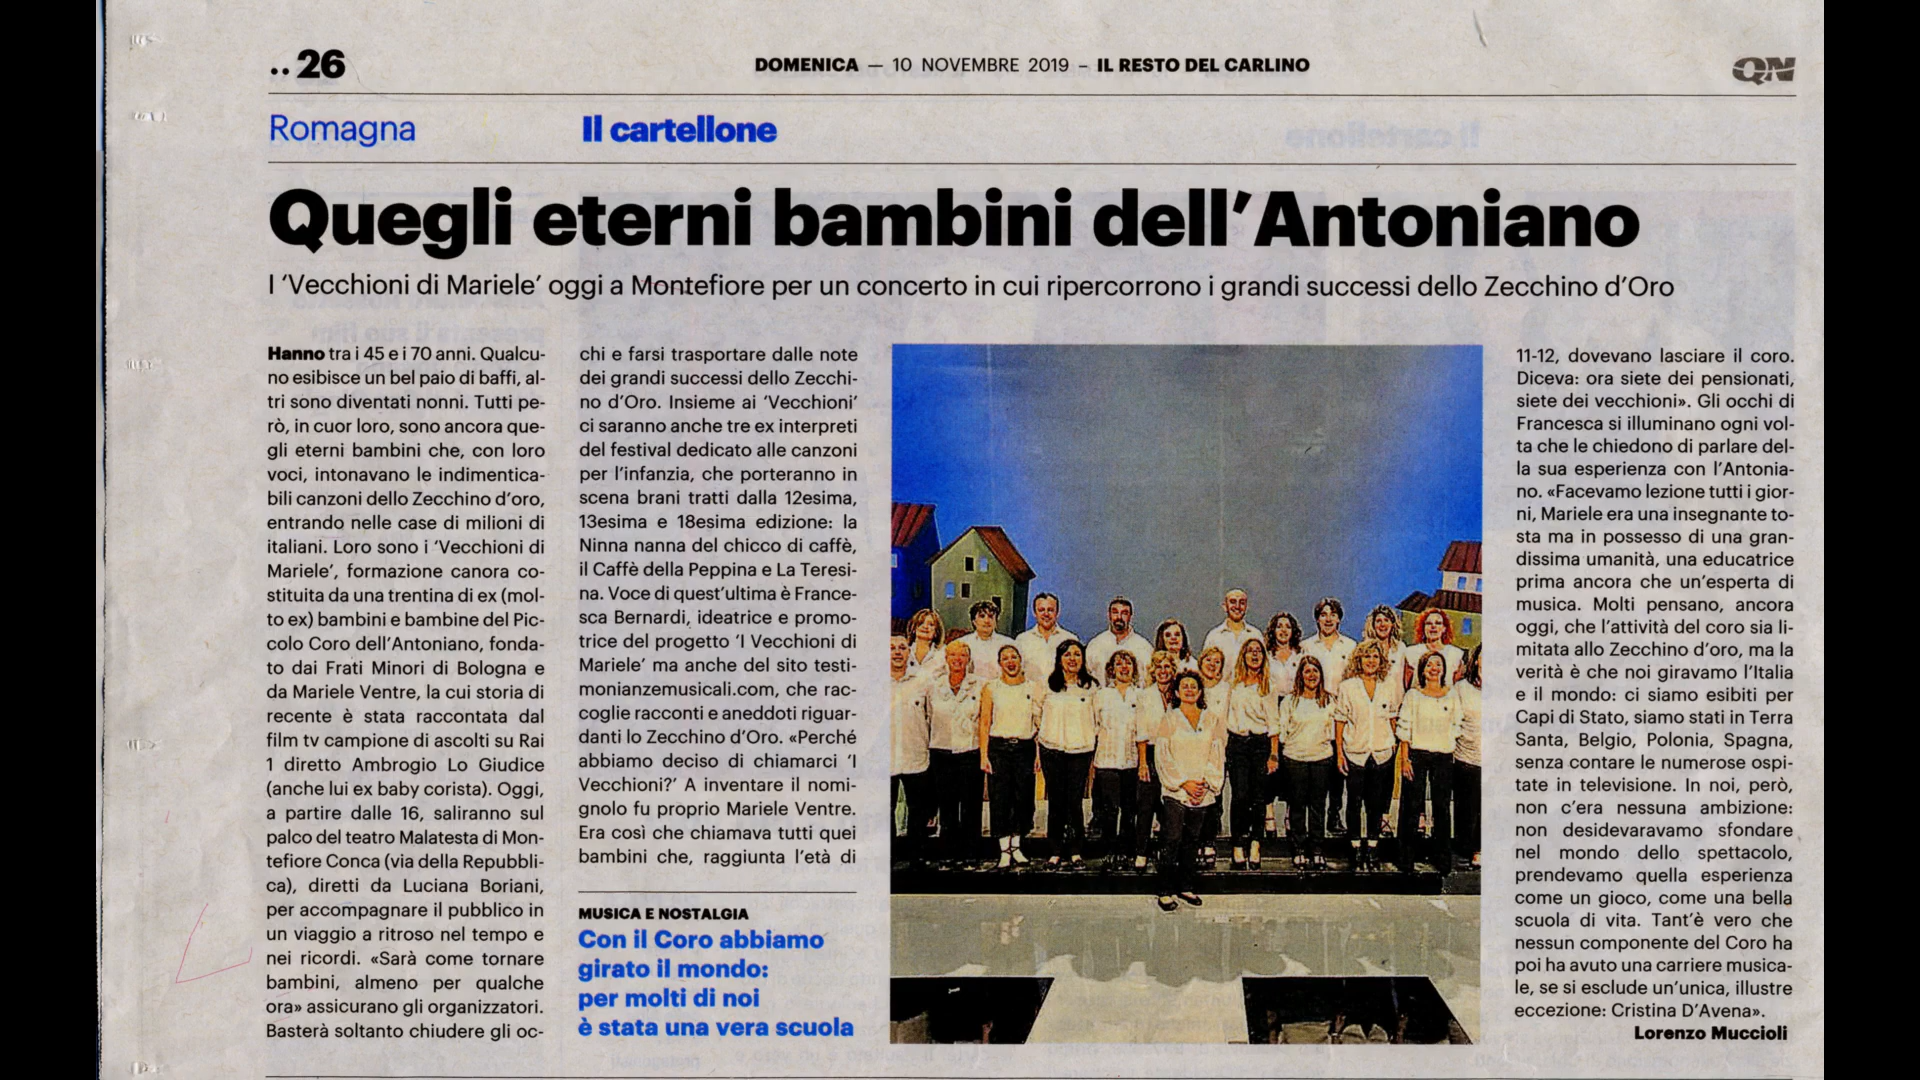 ..26
DOMENICA — 10 NOVEMBRE 2019 – IL RESTO DEL CARLINO
QN
Romagna
Il cartellone
Quegli eterni bambini dell'Antoniano
I 'Vecchioni di Mariele' oggi a Montefiore per un concerto in cui ripercorrono i grandi successi dello Zecchino d'Oro
Hanno tra i 45 e i 70 anni. Qualcu-
no esibisce un bel paio di baffi, al-
tri sono diventati nonni. Tutti pe-
rò, in cuor loro, sono ancora que-
gli eterni bambini che, con loro
voci, intonavano le indimentica-
bili canzoni dello Zecchino d'oro,
entrando nelle case di milioni di
italiani. Loro sono i 'Vecchioni di
Mariele', formazione canora co-
stituita da una trentina di ex (mol-
to ex) bambini e bambine del Pic-
colo Coro dell'Antoniano, fonda-
to dai Frati Minori di Bologna e
da Mariele Ventre, la cui storia di
recente è stata raccontata dal
film tv campione di ascolti su Rai
1 diretto Ambrogio Lo Giudice
(anche lui ex baby corista). Oggi,
a partire dalle 16, saliranno sul
palco del teatro Malatesta di Mon-
tefiore Conca (via della Repubbli-
ca), diretti da Luciana Boriani,
per accompagnare il pubblico in
un viaggio a ritroso nel tempo e
nei ricordi. «Sarà come tornare
bambini, almeno per qualche
ora» assicurano gli organizzatori.
Basterà soltanto chiudere gli oc-
chi e farsi trasportare dalle note
dei grandi successi dello Zecchi-
no d'Oro. Insieme ai 'Vecchioni'
ci saranno anche tre ex interpreti
del festival dedicato alle canzoni
per l'infanzia, che porteranno in
scena brani tratti dalla 12esima,
13esima e 18esima edizione: la
Ninna nanna del chicco di caffè,
il Caffè della Peppina e La Teresi-
na. Voce di quest'ultima è France-
sca Bernardi, ideatrice e promo-
trice del progetto 'I Vecchioni di
Mariele' ma anche del sito testi-
monianzemusicali.com, che rac-
coglie racconti e aneddoti riguar-
danti lo Zecchino d'Oro. «Perché
abbiamo deciso di chiamarci 'I
Vecchioni?' A inventare il nomi-
gnolo fu proprio Mariele Ventre.
Era così che chiamava tutti quei
bambini che, raggiunta l'età di
MUSICA E NOSTALGIA
Con il Coro abbiamo
girato il mondo:
per molti di noi
è stata una vera scuola
11-12, dovevano lasciare il coro.
Diceva: ora siete dei pensionati,
siete dei vecchioni». Gli occhi di
Francesca si illuminano ogni vol-
ta che le chiedono di parlare del-
la sua esperienza con l'Antonia-
no. «Facevamo lezione tutti i gior-
ni, Mariele era una insegnante to-
sta ma in possesso di una gran-
dissima umanità, una educatrice
prima ancora che un'esperta di
musica. Molti pensano, ancora
oggi, che l'attività del coro sia li-
mitata allo Zecchino d'oro, ma la
verità è che noi giravamo l'Italia
e il mondo: ci siamo esibiti per
Capi di Stato, siamo stati in Terra
Santa, Belgio, Polonia, Spagna,
senza contare le numerose ospi-
tate in televisione. In noi, però,
non c'era nessuna ambizione:
non desidevaravamo sfondare
nel mondo dello spettacolo,
prendevamo quella esperienza
come un gioco, come una bella
scuola di vita. Tant'è vero che
nessun componente del Coro ha
poi ha avuto una carriere musica-
le, se si esclude un'unica, illustre
eccezione: Cristina D'Avena».
Lorenzo Muccioli